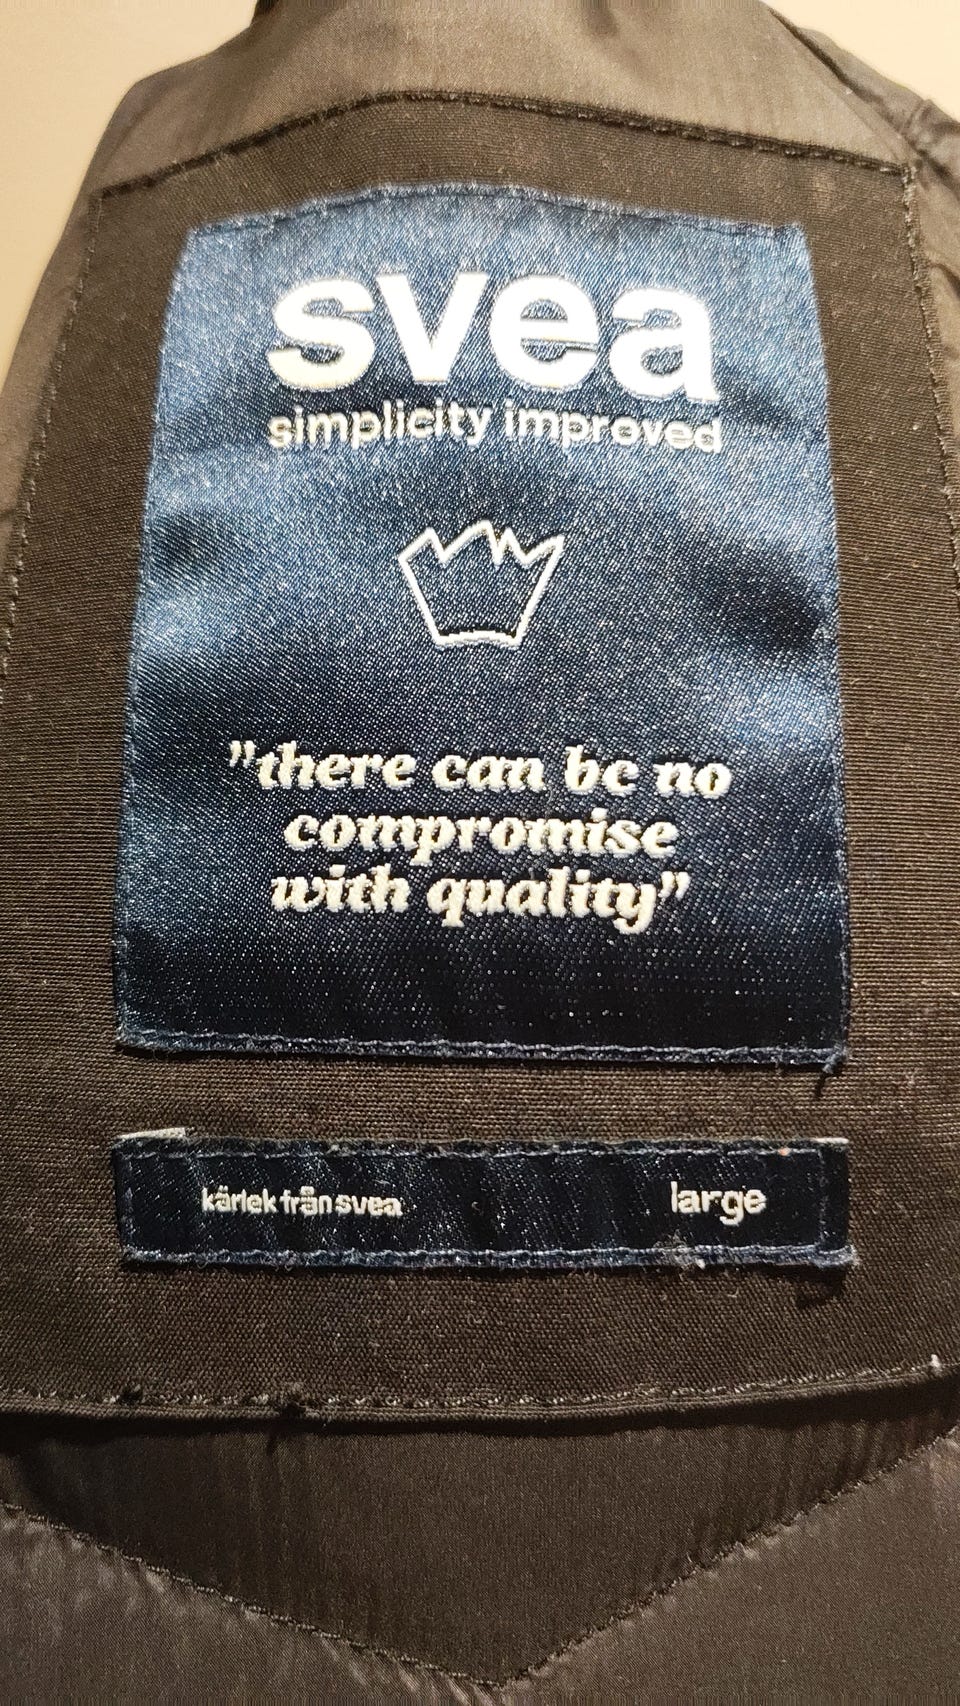 svea
simplicity improved
”there can be no
compromise
with quality”
kärlek från svea
large